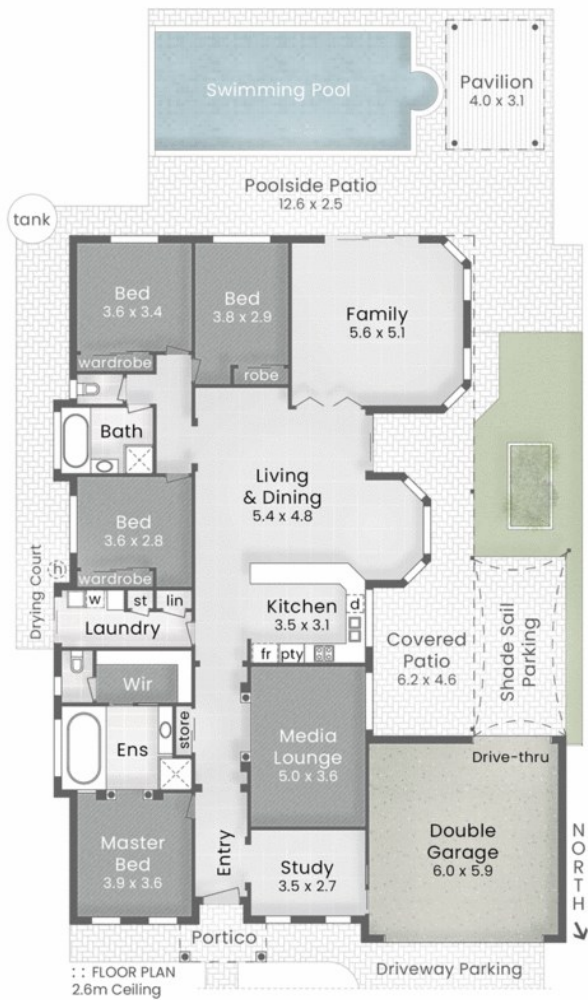 Swimming Pool
Pavilion
4.0 x 3.1
Poolside Patio
12.6 x 2.5
tank
Bed
3.6 x 3.4
wardrobe
Bed
3.8 x 2.9
robe
Family
5.6 x 5.1
Bath
Living
& Dining
5.4 x 4.8
Bed
3.6 x 2.8
wardrobe
h
Drying Court
w
st
lin
Laundry
Kitchen
3.5 x 3.1
d
fr
pty
Covered
Patio
6.2 x 4.6
Shade Sail
Parking
Wir
store
Ens
Media
Lounge
5.0 x 3.6
Drive-thru
Master
Bed
3.9 x 3.6
Entry
Study
3.5 x 2.7
Double
Garage
6.0 x 5.9
NORTH
Portico
Driveway Parking
:: FLOOR PLAN
2.6m Ceiling